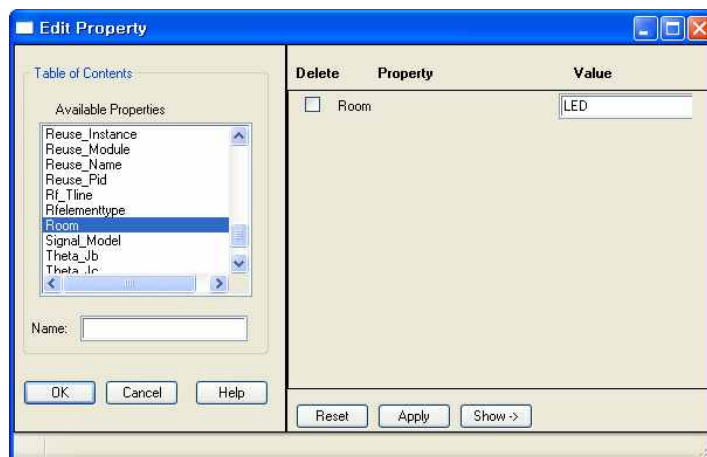 Edit Property
Table of Contents
Available Properties
Reuse_Instance
Reuse_Module
Reuse_Name
Reuse_Pid
Rf_Tline
Rfelementtype
Room
Signal_Model
Theta_Jb
Theta_Jc
Name:
OK Cancel Help
Delete Property Value
Room LED
Reset Apply Show ->